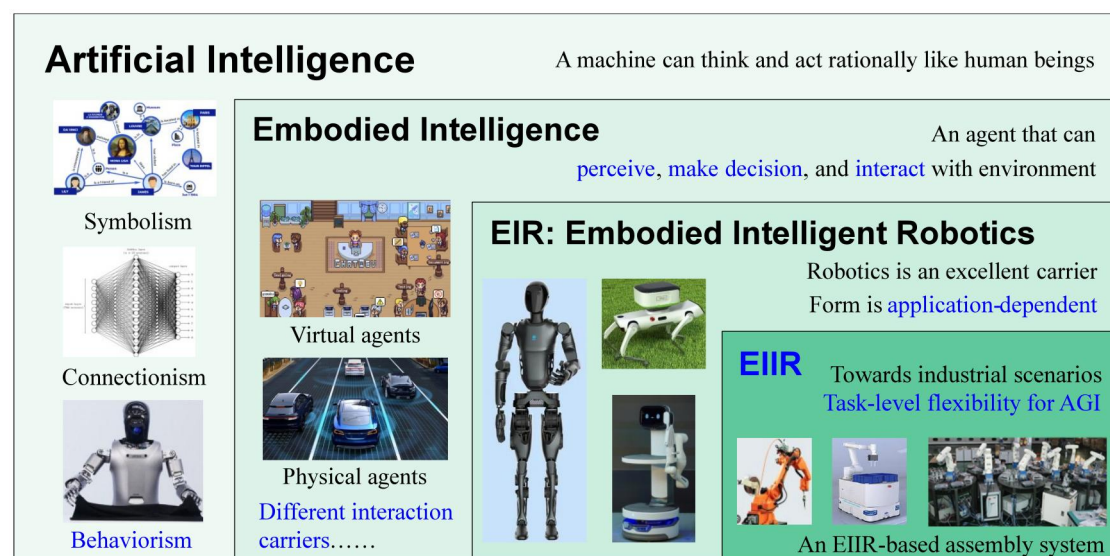 Artificial Intelligence
A machine can think and act rationally like human beings
Symbolism
Connectionism
Behaviorism
Embodied Intelligence
An agent that can
perceive, make decision, and interact with environment
Virtual agents
Physical agents
Different interaction
carriers……
EIR: Embodied Intelligent Robotics
Robotics is an excellent carrier
Form is application-dependent
EIIR
Towards industrial scenarios
Task-level flexibility for AGI
An EIIR-based assembly system